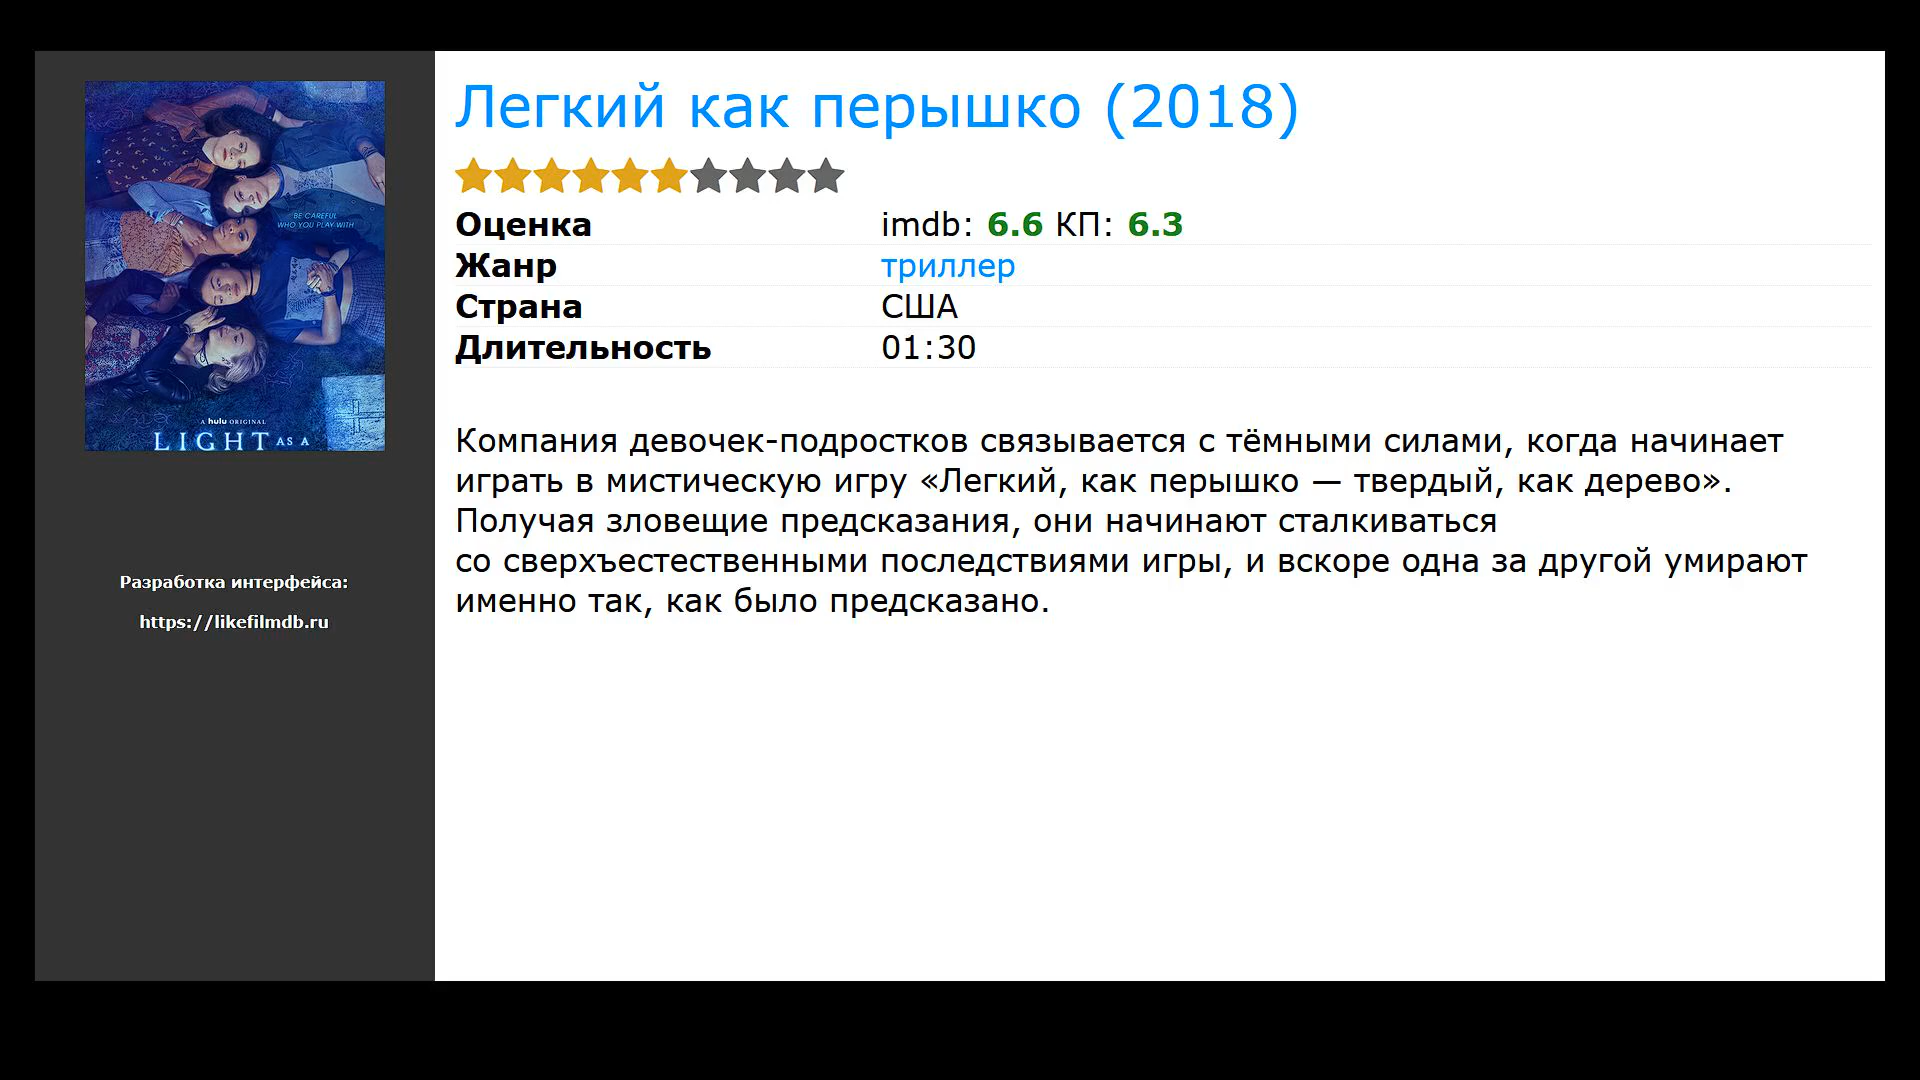 BE CAREFUL
WHO YOU PLAY WITH
A hulu ORIGINAL
LIGHT AS A
Разработка интерфейса:
https://likefilmdb.ru
Легкий как перышко (2018)
Оценка imdb: 6.6 КП: 6.3
Жанр триллер
Страна США
Длительность 01:30
Компания девочек-подростков связывается с тёмными силами, когда начинает
играть в мистическую игру «Легкий, как перышко — твердый, как дерево».
Получая зловещие предсказания, они начинают сталкиваться
со сверхъестественными последствиями игры, и вскоре одна за другой умирают
именно так, как было предсказано.